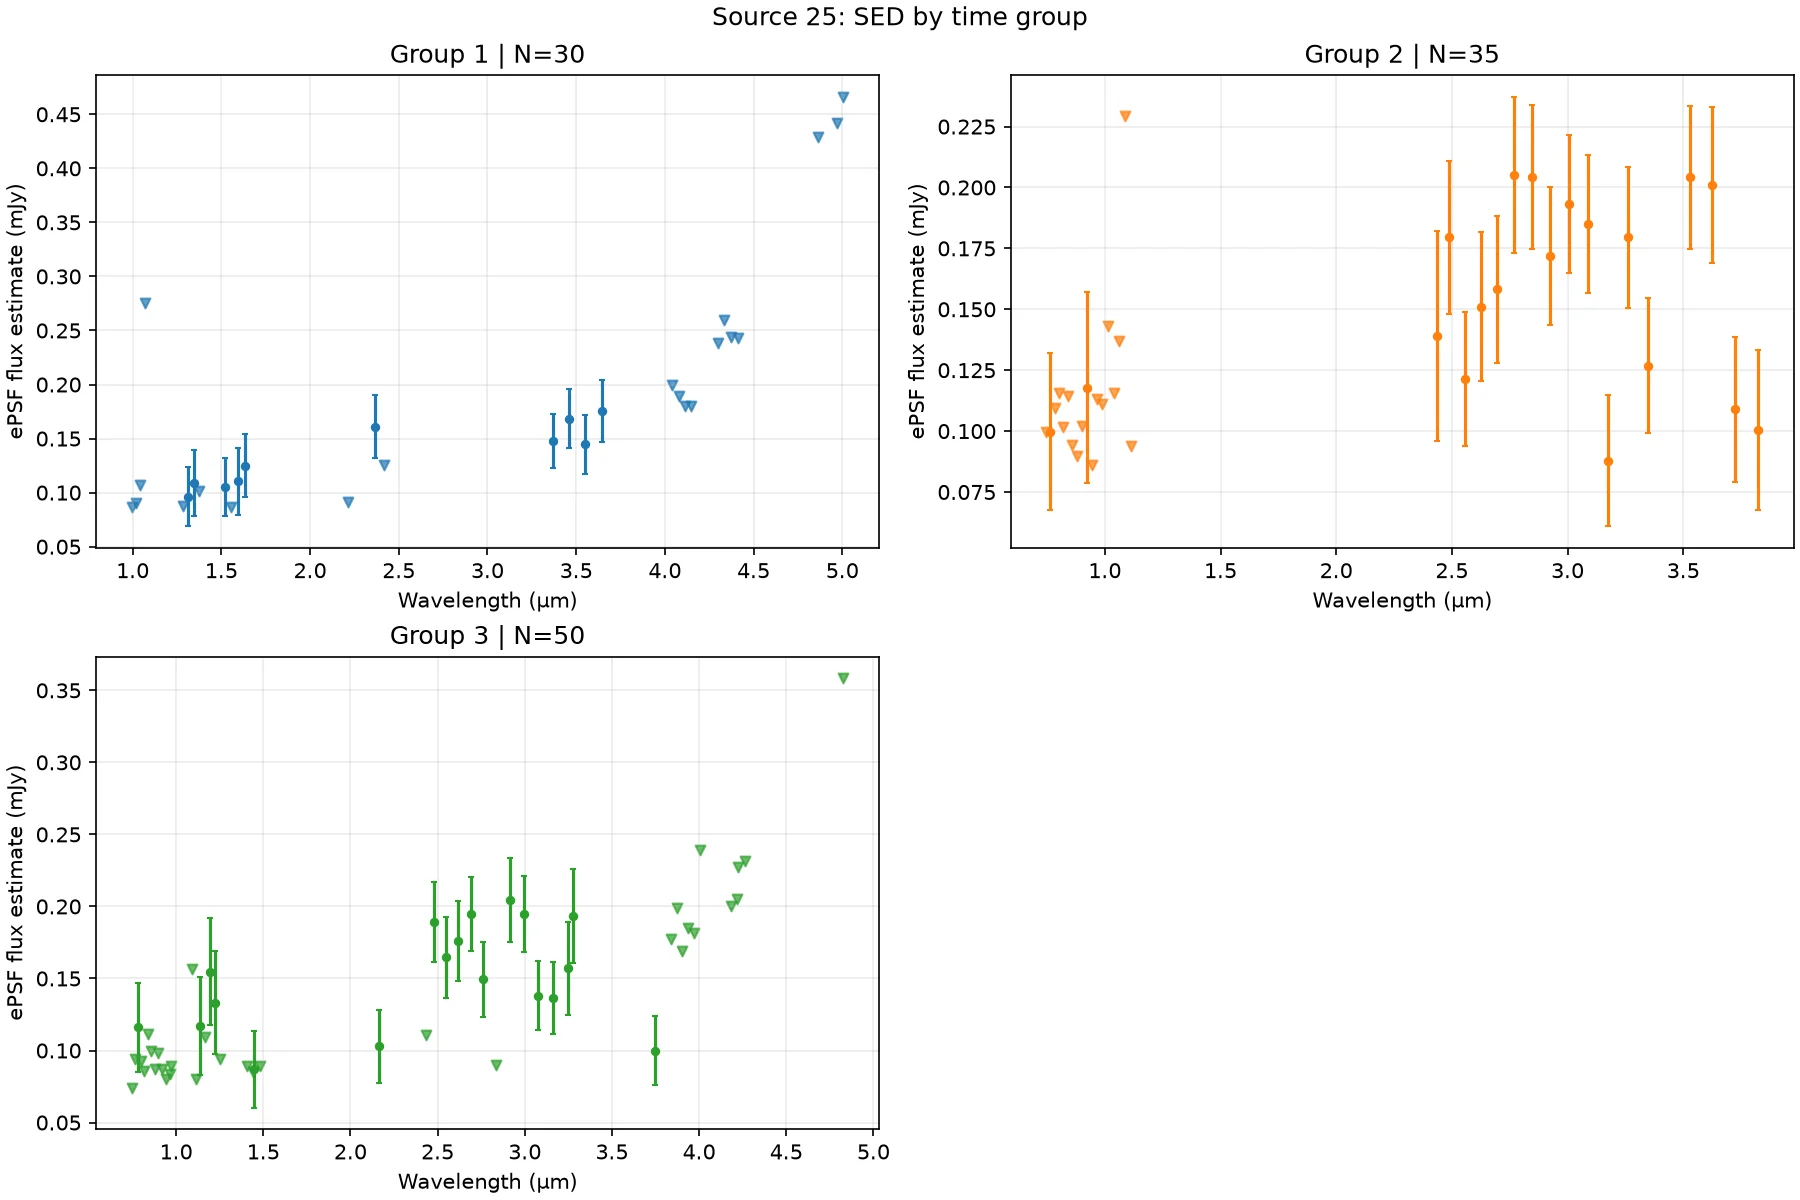 Source 25: SED by time group
Group 1 | N=30
ePSF flux estimate (mJy)
0.45
0.40
0.35
0.30
0.25
0.20
0.15
0.10
0.05
1.0 1.5 2.0 2.5 3.0 3.5 4.0 4.5 5.0
Wavelength (µm)
Group 2 | N=35
ePSF flux estimate (mJy)
0.225
0.200
0.175
0.150
0.125
0.100
0.075
1.0 1.5 2.0 2.5 3.0 3.5
Wavelength (µm)
Group 3 | N=50
ePSF flux estimate (mJy)
0.35
0.30
0.25
0.20
0.15
0.10
0.05
1.0 1.5 2.0 2.5 3.0 3.5 4.0 4.5 5.0
Wavelength (µm)